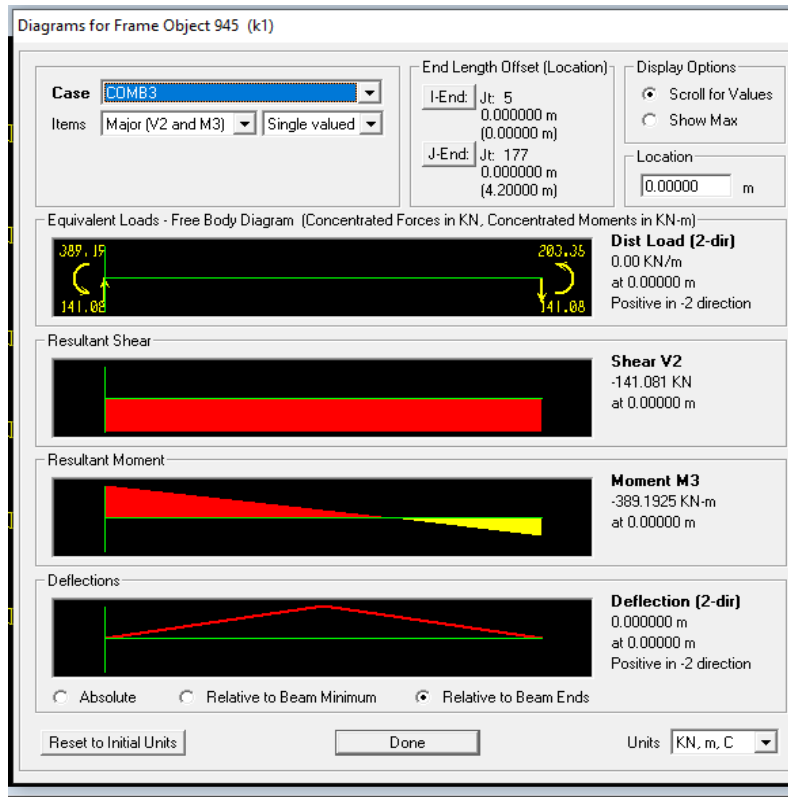 Diagrams for Frame Object 945 (k1)
Case COMB3
Items Major (V2 and M3) Single valued
End Length Offset (Location)
I-End: Jt: 5
0.000000 m
(0.00000 m)
J-End: Jt: 177
0.000000 m
(4.20000 m)
Display Options
Scroll for Values
Show Max
Location
0.00000 m
Equivalent Loads - Free Body Diagram (Concentrated Forces in KN, Concentrated Moments in KN-m)
389.19 203.35
141.08 141.08
Dist Load (2-dir)
0.00 KN/m
at 0.00000 m
Positive in -2 direction
Resultant Shear
Shear V2
-141.081 KN
at 0.00000 m
Resultant Moment
Moment M3
-389.1925 KN-m
at 0.00000 m
Deflections
Deflection (2-dir)
0.000000 m
at 0.00000 m
Positive in -2 direction
Absolute Relative to Beam Minimum Relative to Beam Ends
Reset to Initial Units Done Units KN, m, C